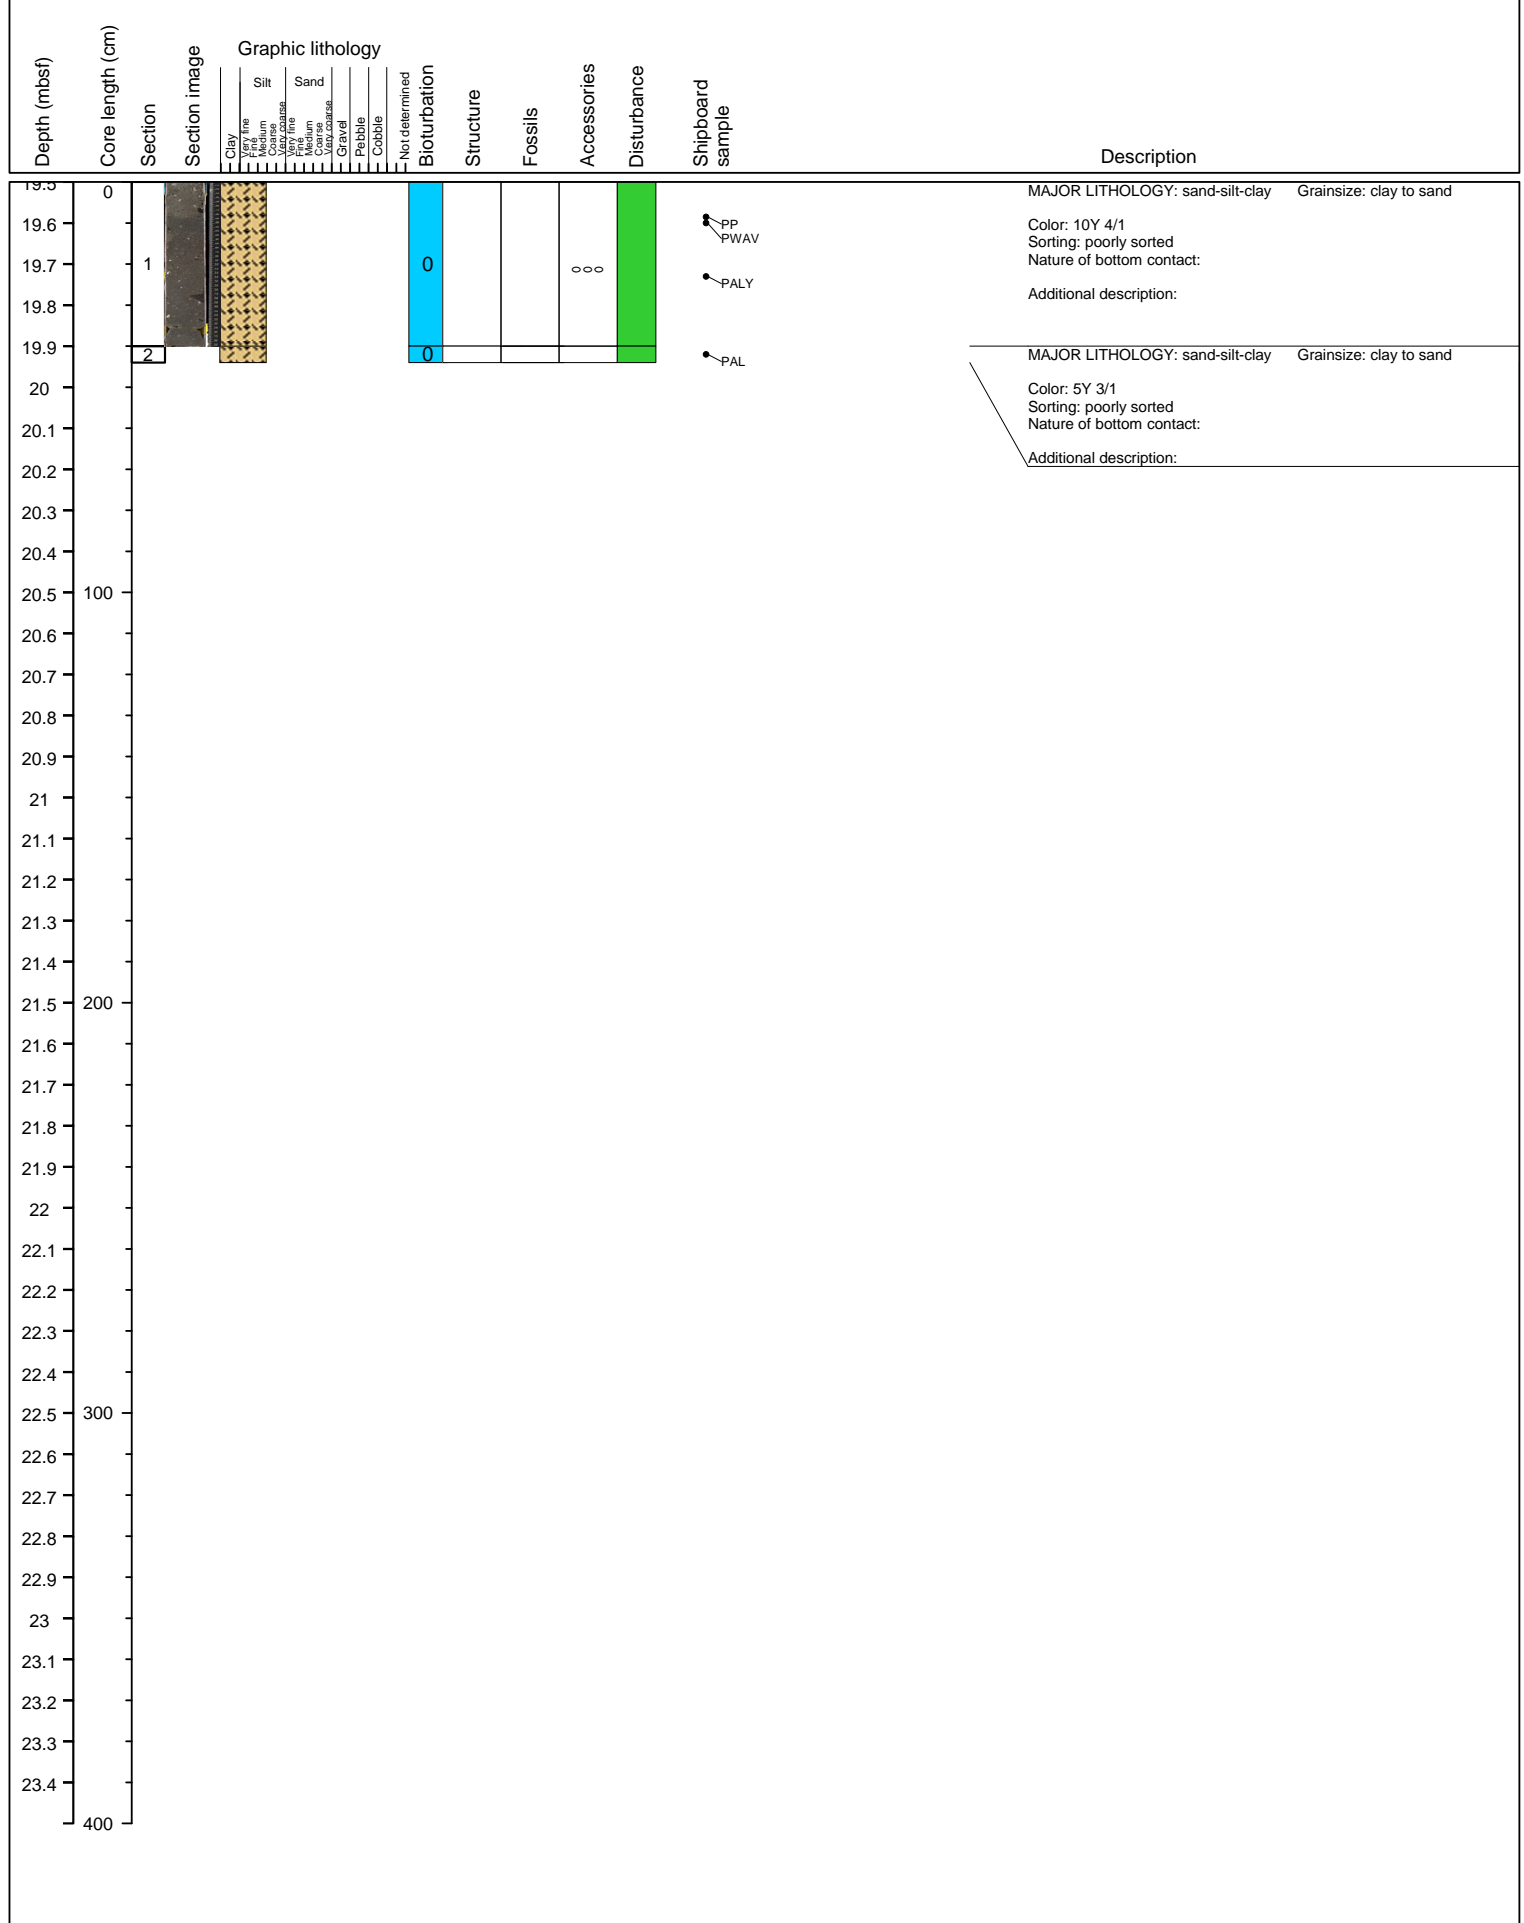 Depth (mbsf)
Core length (cm)
Section
Section image
Graphic lithology
Clay
Silt
Very fine
Fine
Medium
Coarse
Very coarse
Sand
Very fine
Fine
Medium
Coarse
Very coarse
Gravel
Pebble
Cobble
Not determined
Bioturbation
Structure
Fossils
Accessories
Disturbance
Shipboard
sample
Description
19.5
19.6
19.7
19.8
19.9
20
20.1
20.2
20.3
20.4
20.5
20.6
20.7
20.8
20.9
21
21.1
21.2
21.3
21.4
21.5
21.6
21.7
21.8
21.9
22
22.1
22.2
22.3
22.4
22.5
22.6
22.7
22.8
22.9
23
23.1
23.2
23.3
23.4
0
100
200
300
400
1
2
0
0
PP
PWAV
PALY
PAL
MAJOR LITHOLOGY: sand-silt-clay Grainsize: clay to sand
Color: 10Y 4/1
Sorting: poorly sorted
Nature of bottom contact:
Additional description:
MAJOR LITHOLOGY: sand-silt-clay Grainsize: clay to sand
Color: 5Y 3/1
Sorting: poorly sorted
Nature of bottom contact:
Additional description: